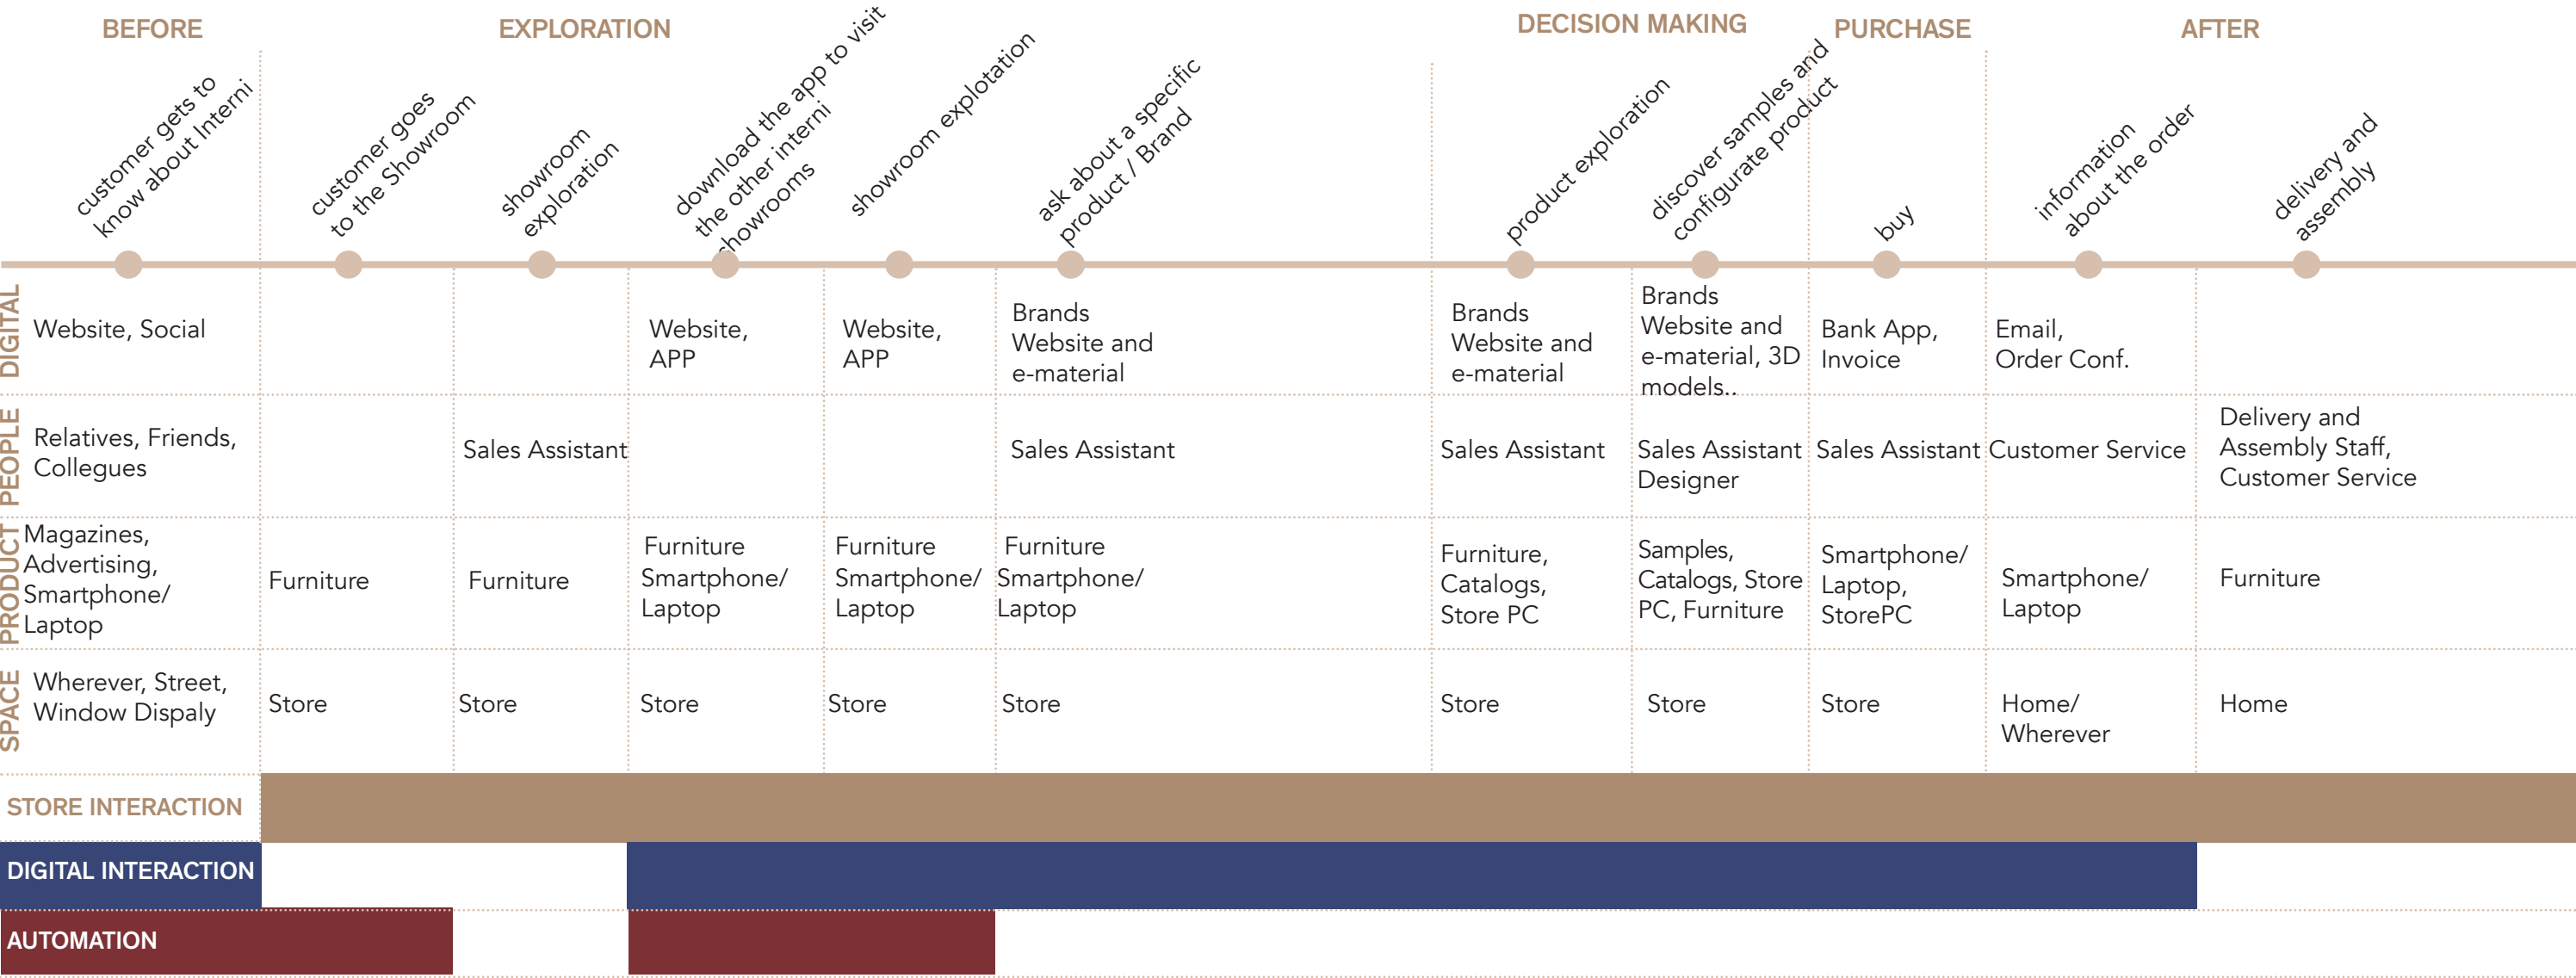 BEFORE
EXPLORATION
DECISION MAKING
PURCHASE
AFTER
customer gets to
know about Interni
customer goes
to the Showroom
showroom
exploration
download the app to visit
the other interni
showrooms
showroom explotation
ask about a specific
product / Brand
product exploration
discover samples and
configurate product
buy
information
about the order
delivery and
assembly
DIGITAL
Website, Social
Website,
APP
Website,
APP
Brands
Website and
e-material
Brands
Website and
e-material
Brands
Website and
e-material, 3D
models..
Bank App,
Invoice
Email,
Order Conf.
PEOPLE
Relatives, Friends,
Collegues
Sales Assistant
Sales Assistant
Sales Assistant
Sales Assistant
Designer
Sales Assistant
Customer Service
Delivery and
Assembly Staff,
Customer Service
PRODUCT
Magazines,
Advertising,
Smartphone/
Laptop
Furniture
Furniture
Furniture
Smartphone/
Laptop
Furniture
Smartphone/
Laptop
Furniture
Smartphone/
Laptop
Furniture,
Catalogs,
Store PC
Samples,
Catalogs, Store
PC, Furniture
Smartphone/
Laptop,
StorePC
Smartphone/
Laptop
Furniture
SPACE
Wherever, Street,
Window Dispaly
Store
Store
Store
Store
Store
Store
Store
Store
Home/
Wherever
Home
STORE INTERACTION
DIGITAL INTERACTION
AUTOMATION